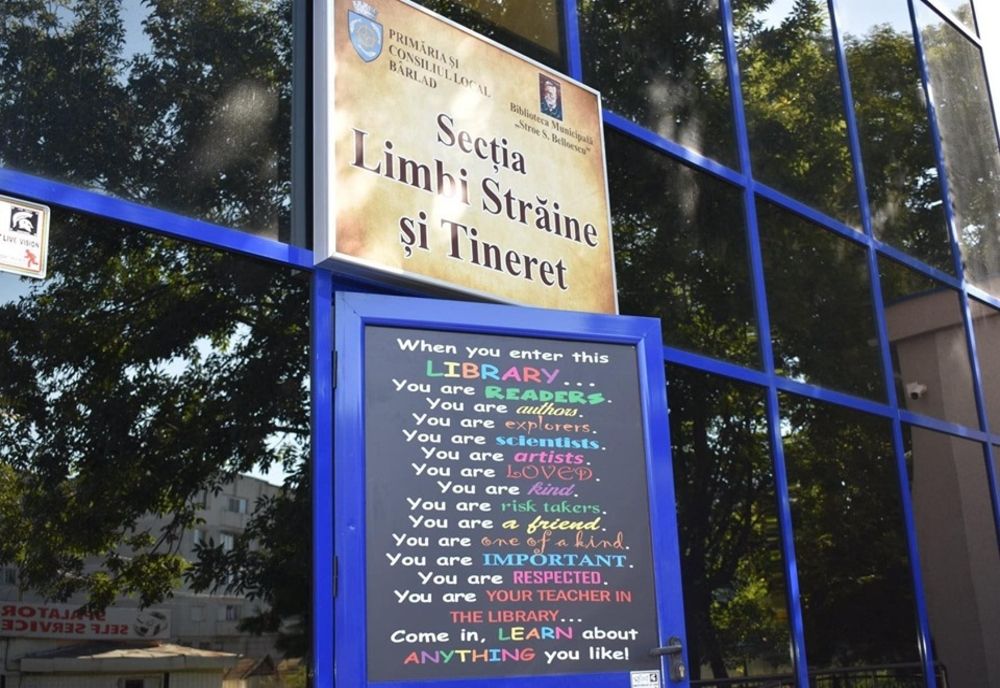 PRIMĂRIA ȘI
CONSILIUL LOCAL
BÂRLAD
Biblioteca Municipală
„Stroe S. Belloescu”
Secția
Limbi Străine
și Tineret
LIVE VISION
When you enter this
LIBRARY...
You are READERS.
You are authors.
You are explorers.
You are scientists.
You are artists.
You are LOVED.
You are kind.
You are risk takers.
You are a friend.
You are one of a kind.
You are IMPORTANT.
You are RESPECTED.
You are YOUR TEACHER IN
THE LIBRARY...
Come in, LEARN about
ANYTHING you like!
SPALATOR
SELF SERVICE